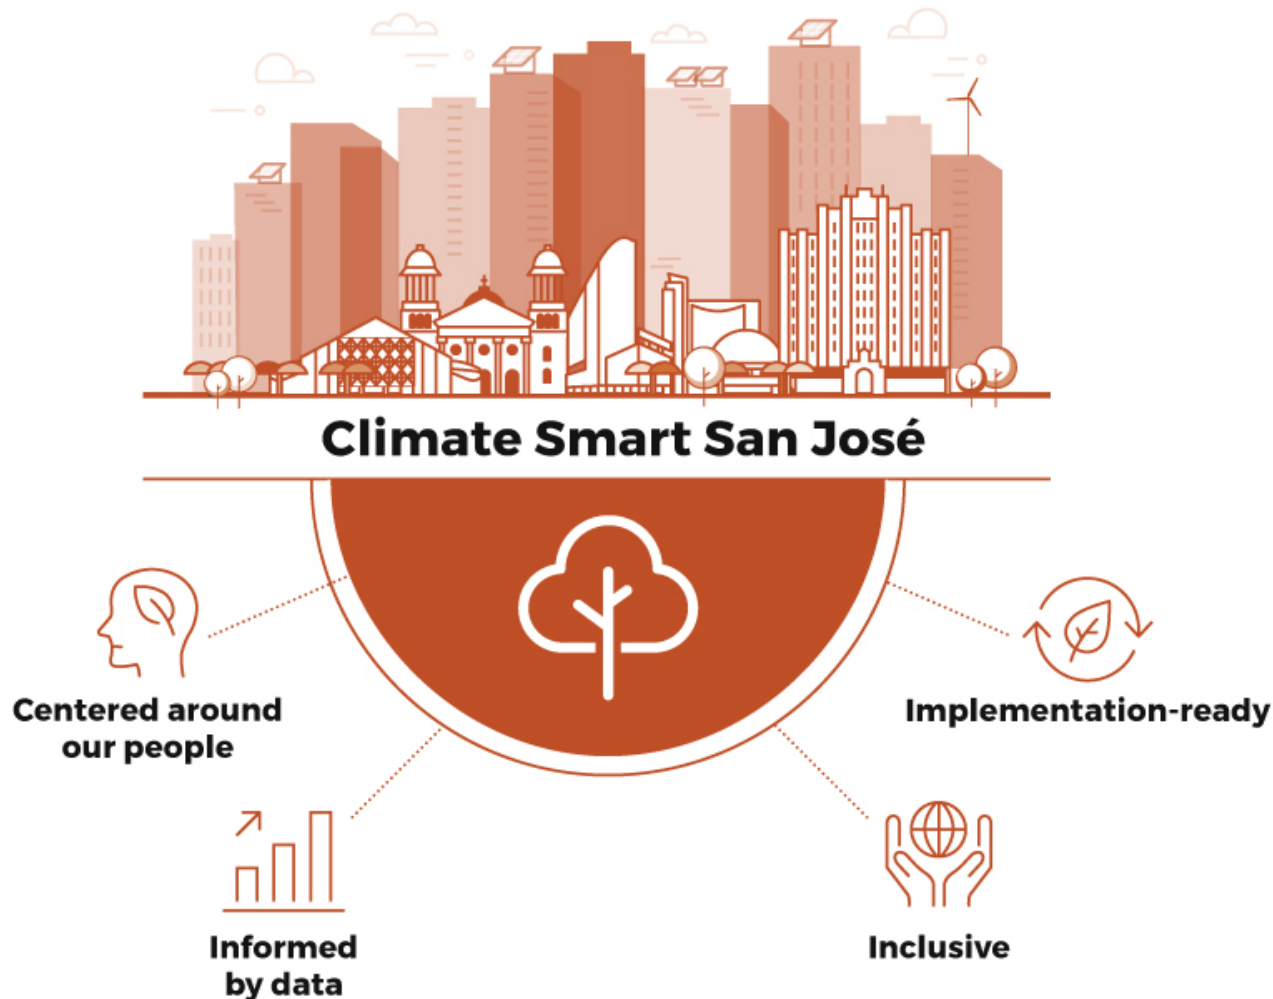 Climate Smart San José
Centered around
our people
Implementation-ready
Informed
by data
Inclusive